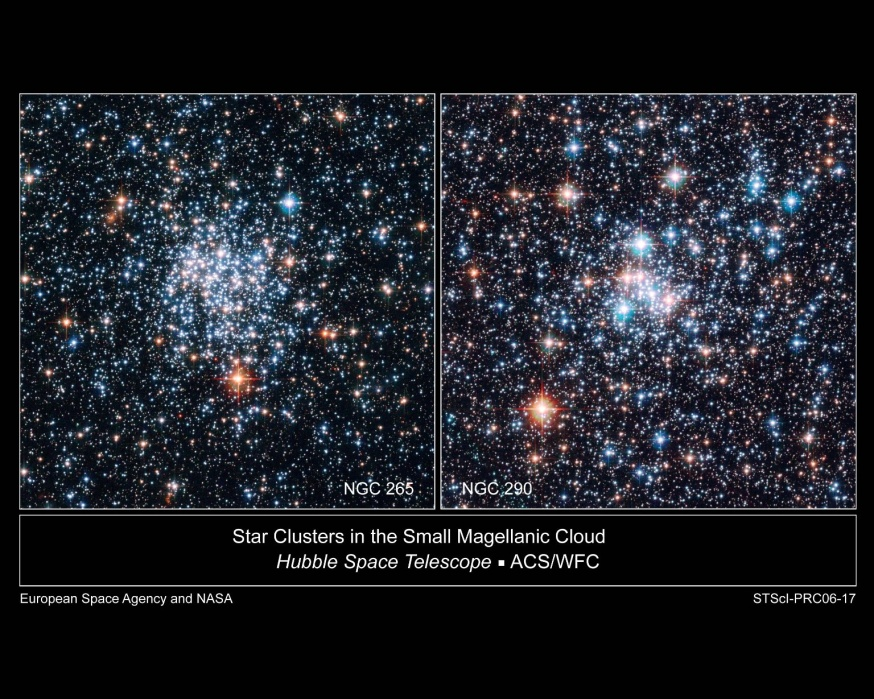 NGC 265
NGC 290
Star Clusters in the Small Magellanic Cloud
Hubble Space Telescope ▪ ACS/WFC
European Space Agency and NASA
STScI-PRC06-17